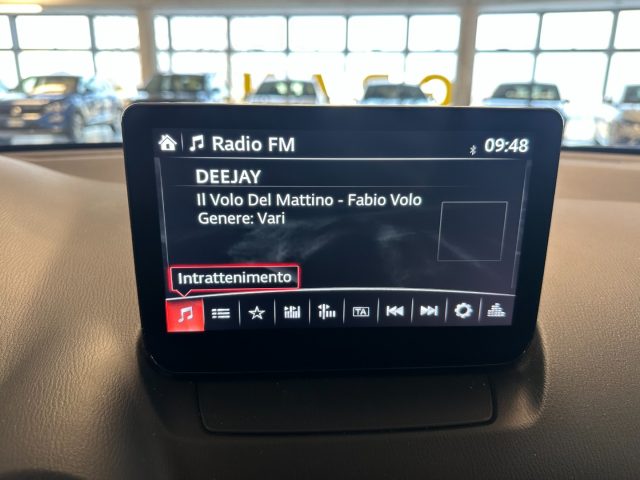 Radio FM
09:48
DEEJAY
Il Volo Del Mattino - Fabio Volo
Genere: Vari
Intrattenimento
TA